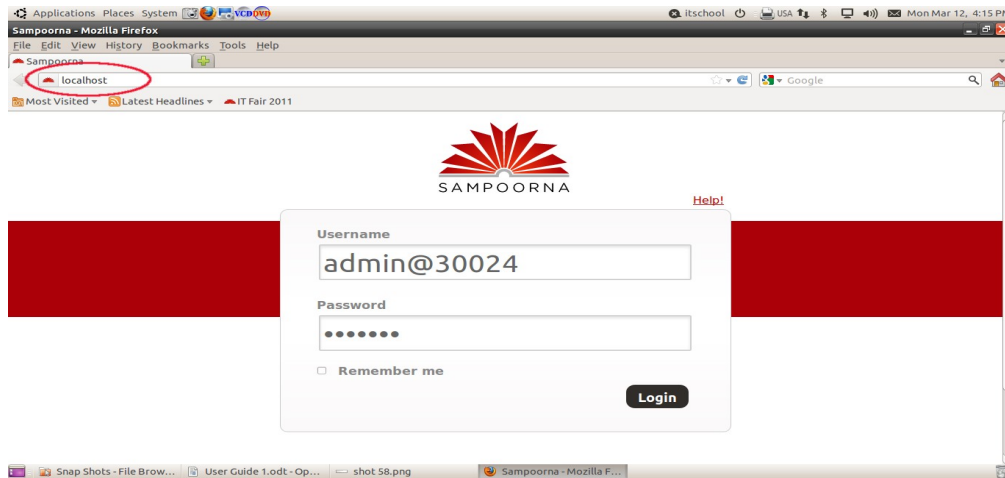 Applications Places System VCDDVD itschool USA Mon Mar 12, 4:15 PM
Sampoorna - Mozilla Firefox
File Edit View History Bookmarks Tools Help
Sampoorna
localhost Google
Most Visited Latest Headlines IT Fair 2011
SAMPOORNA
Help!
Username
admin@30024
Password
•••••••
Remember me
Login
Snap Shots - File Brow... User Guide 1.odt - Op... shot 58.png Sampoorna - Mozilla F...